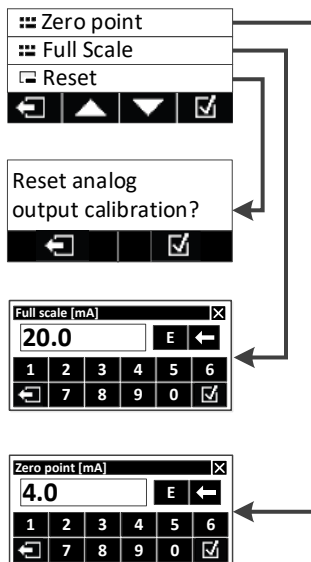 Zero point
Full Scale
Reset
Reset analog
output calibration?
Full scale [mA]
20.0 E
1 2 3 4 5 6
7 8 9 0
Zero point [mA]
4.0 E
1 2 3 4 5 6
7 8 9 0